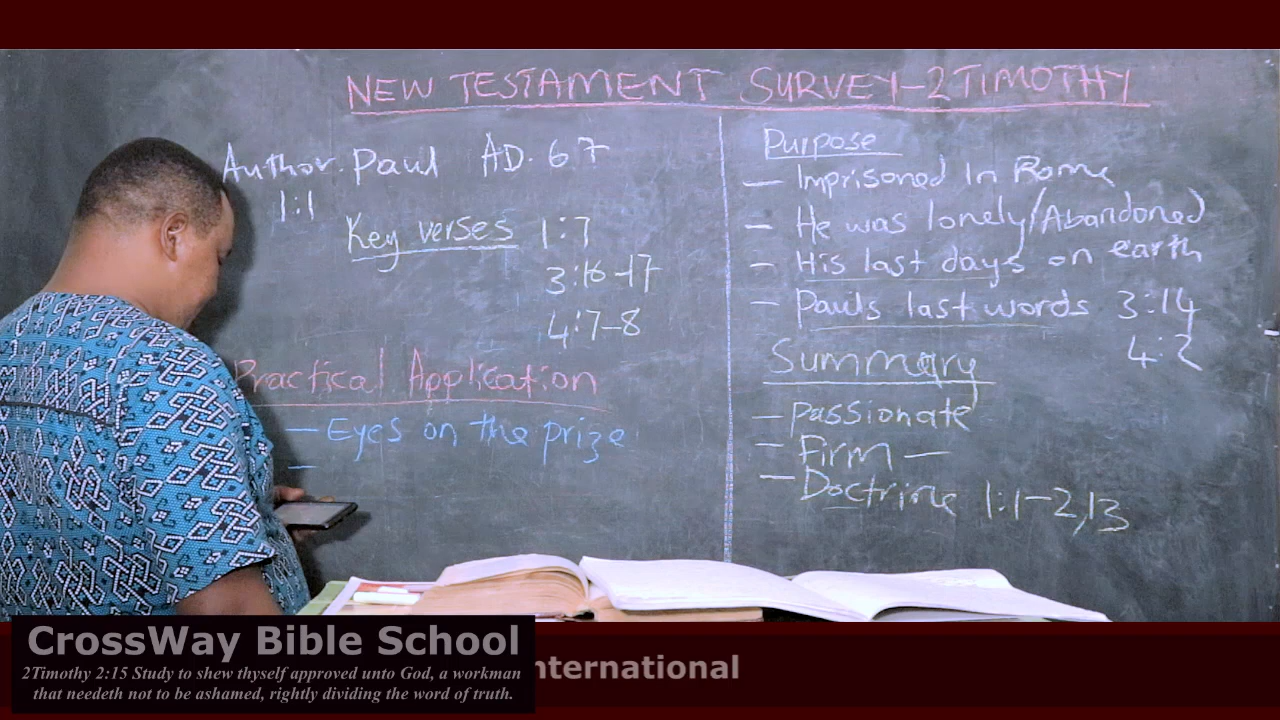 NEW TESTAMENT SURVEY-2TIMOTHY
Author. Paul AD. 67
1:1
Key verses 1:7
3:16-17
4:7-8
Practical Application
- Eyes on the prize
-
Purpose
- Imprisoned In Rome
- He was lonely/Abandoned
- His last days on earth
- Pauls last words 3:14
4:2
Summary
- Passionate
- Firm -
- Doctrine 1:1-2,13
CrossWay Bible School
2Timothy 2:15 Study to shew thyself approved unto God, a workman
that needeth not to be ashamed, rightly dividing the word of truth.
nternational